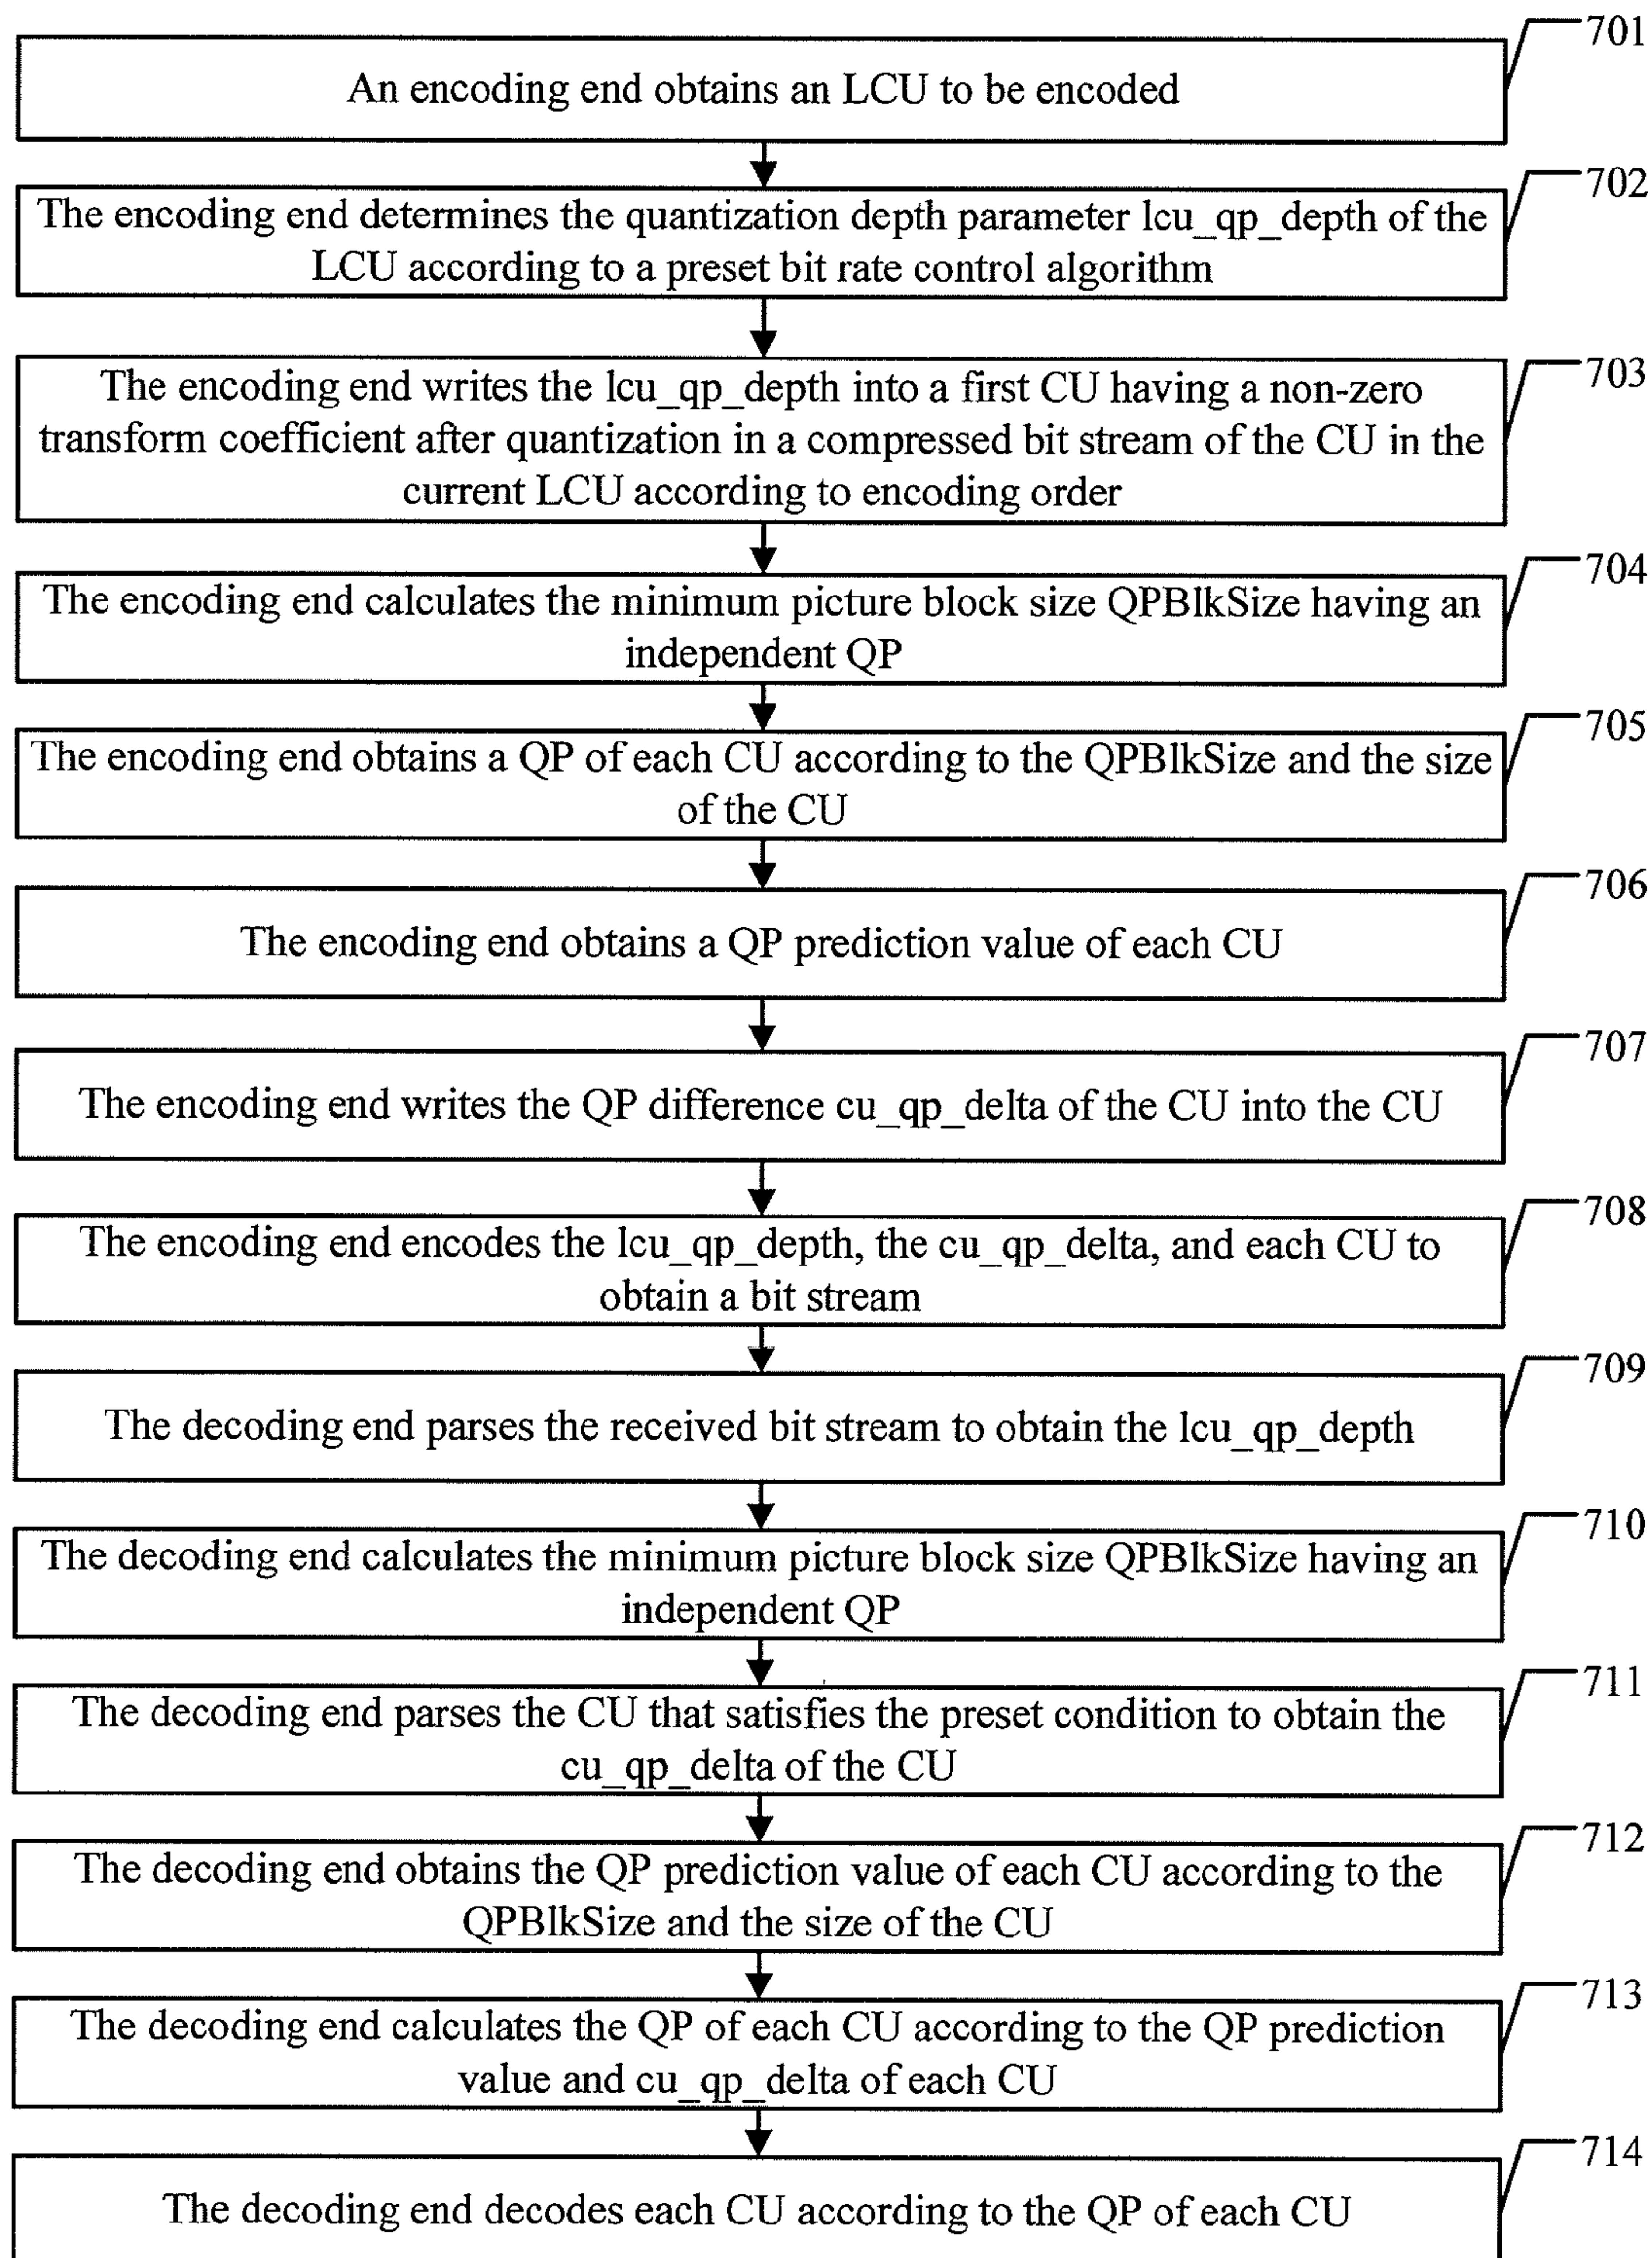 701
An encoding end obtains an LCU to be encoded
702
The encoding end determines the quantization depth parameter lcu_qp_depth of the
LCU according to a preset bit rate control algorithm
703
The encoding end writes the lcu_qp_depth into a first CU having a non-zero
transform coefficient after quantization in a compressed bit stream of the CU in the
current LCU according to encoding order
704
The encoding end calculates the minimum picture block size QPBlkSize having an
independent QP
705
The encoding end obtains a QP of each CU according to the QPBlkSize and the size
of the CU
706
The encoding end obtains a QP prediction value of each CU
707
The encoding end writes the QP difference cu_qp_delta of the CU into the CU
708
The encoding end encodes the lcu_qp_depth, the cu_qp_delta, and each CU to
obtain a bit stream
709
The decoding end parses the received bit stream to obtain the lcu_qp_depth
710
The decoding end calculates the minimum picture block size QPBlkSize having an
independent QP
711
The decoding end parses the CU that satisfies the preset condition to obtain the
cu_qp_delta of the CU
712
The decoding end obtains the QP prediction value of each CU according to the
QPBlkSize and the size of the CU
713
The decoding end calculates the QP of each CU according to the QP prediction
value and cu_qp_delta of each CU
714
The decoding end decodes each CU according to the QP of each CU